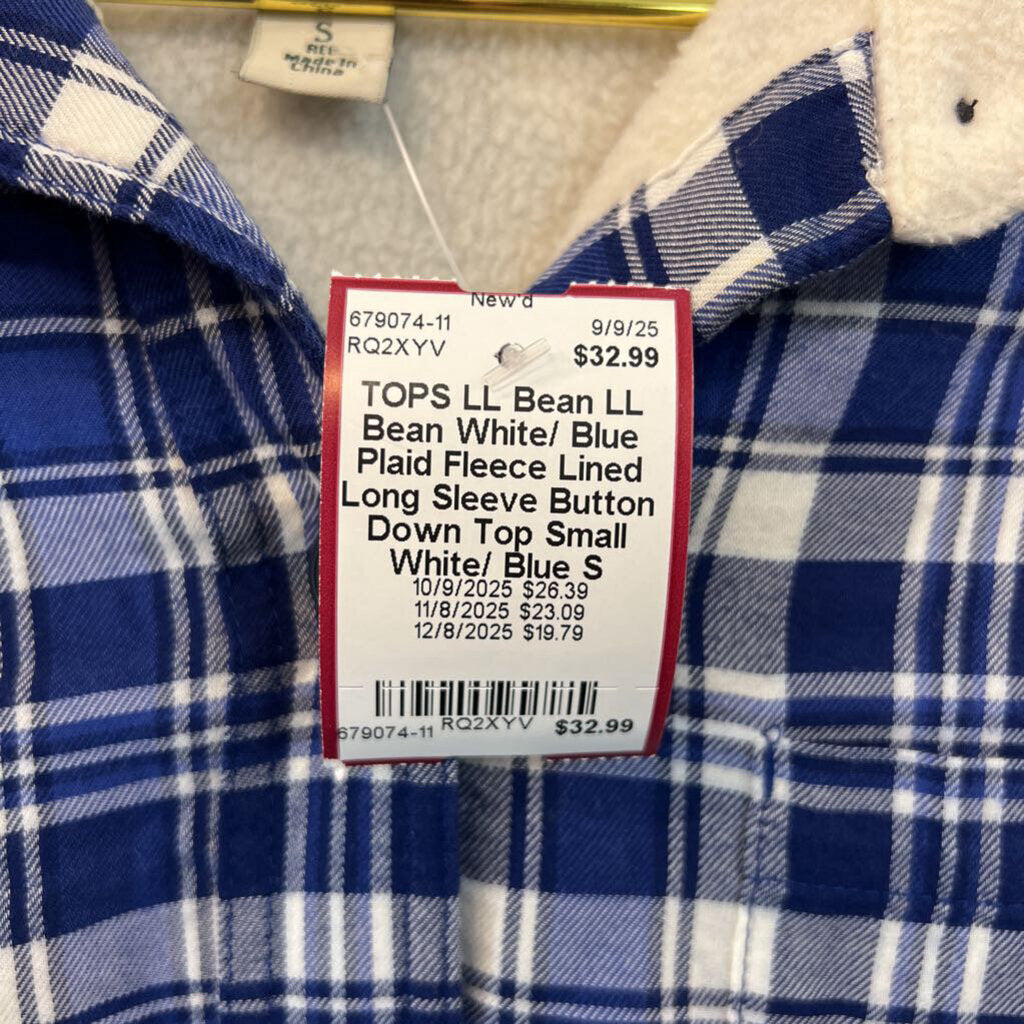 S
REG
Made in
China
New'd
679074-11
9/9/25
RQ2XYV
$32.99
TOPS LL Bean LL
Bean White/ Blue
Plaid Fleece Lined
Long Sleeve Button
Down Top Small
White/ Blue S
10/9/2025 $26.39
11/8/2025 $23.09
12/8/2025 $19.79
679074-11 RQ2XYV $32.99